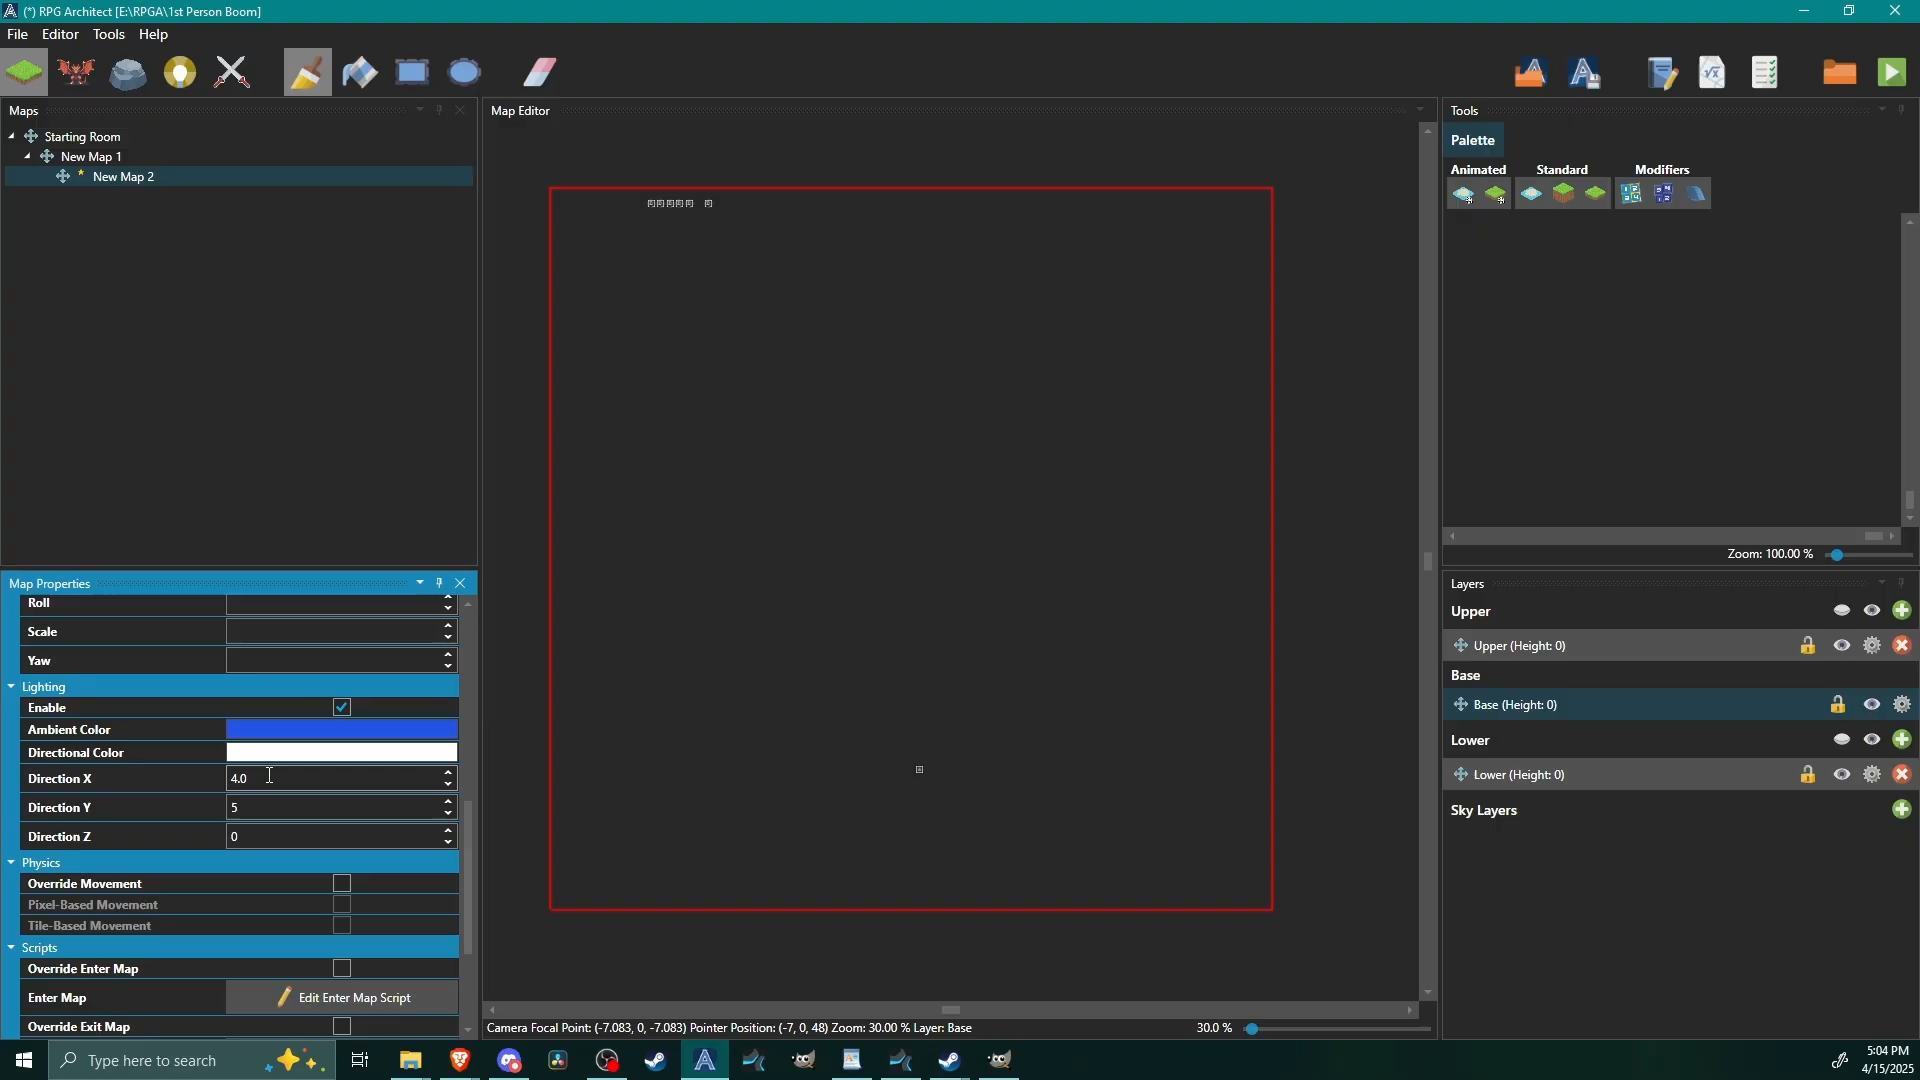 (*) RPG Architect [E:\RPGA\1st Person Boom]
File Editor Tools Help
Maps
Starting Room
New Map 1
* New Map 2
Map Properties
Roll
Scale
Yaw
Lighting
Enable
Ambient Color
Directional Color
Direction X 4.0
Direction Y 5
Direction Z 0
Physics
Override Movement
Pixel-Based Movement
Tile-Based Movement
Scripts
Override Enter Map
Enter Map Edit Enter Map Script
Override Exit Map
Map Editor
Camera Focal Point: (-7.083, 0, -7.083) Pointer Position: (-7, 0, 48) Zoom: 30.00 % Layer: Base
30.0 %
Tools
Palette
Animated Standard Modifiers
Zoom: 100.00 %
Layers
Upper
Upper (Height: 0)
Base
Base (Height: 0)
Lower
Lower (Height: 0)
Sky Layers
Type here to search
5:04 PM
4/15/2025